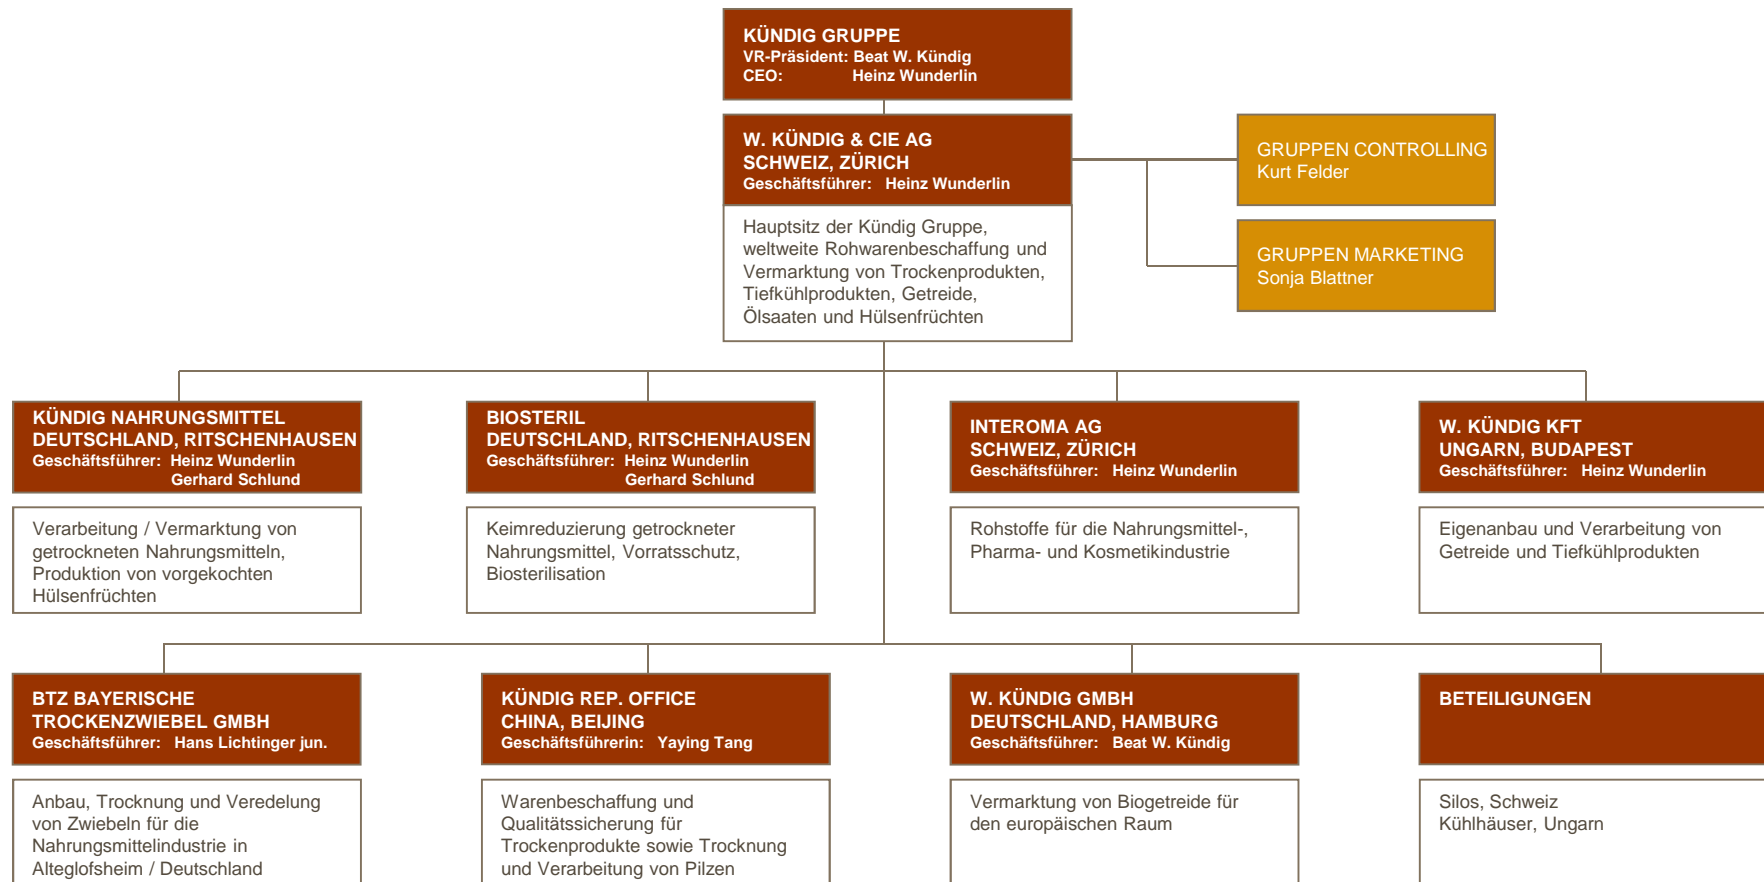 KÜNDIG GRUPPE
VR-Präsident: Beat W. Kündig
CEO: Heinz Wunderlin
W. KÜNDIG & CIE AG
SCHWEIZ, ZÜRICH
Geschäftsführer: Heinz Wunderlin
Hauptsitz der Kündig Gruppe,
weltweite Rohwarenbeschaffung und
Vermarktung von Trockenprodukten,
Tiefkühlprodukten, Getreide,
Ölsaaten und Hülsenfrüchten
GRUPPEN CONTROLLING
Kurt Felder
GRUPPEN MARKETING
Sonja Blattner
KÜNDIG NAHRUNGSMITTEL
DEUTSCHLAND, RITSCHENHAUSEN
Geschäftsführer: Heinz Wunderlin
Gerhard Schlund
Verarbeitung / Vermarktung von
getrockneten Nahrungsmitteln,
Produktion von vorgekochten
Hülsenfrüchten
BIOSTERIL
DEUTSCHLAND, RITSCHENHAUSEN
Geschäftsführer: Heinz Wunderlin
Gerhard Schlund
Keimreduzierung getrockneter
Nahrungsmittel, Vorratsschutz,
Biosterilisation
INTEROMA AG
SCHWEIZ, ZÜRICH
Geschäftsführer: Heinz Wunderlin
Rohstoffe für die Nahrungsmittel-,
Pharma- und Kosmetikindustrie
W. KÜNDIG KFT
UNGARN, BUDAPEST
Geschäftsführer: Heinz Wunderlin
Eigenanbau und Verarbeitung von
Getreide und Tiefkühlprodukten
BTZ BAYERISCHE
TROCKENZWIEBEL GMBH
Geschäftsführer: Hans Lichtinger jun.
Anbau, Trocknung und Veredelung
von Zwiebeln für die
Nahrungsmittelindustrie in
Alteglofsheim / Deutschland
KÜNDIG REP. OFFICE
CHINA, BEIJING
Geschäftsführerin: Yaying Tang
Warenbeschaffung und
Qualitätssicherung für
Trockenprodukte sowie Trocknung
und Verarbeitung von Pilzen
W. KÜNDIG GMBH
DEUTSCHLAND, HAMBURG
Geschäftsführer: Beat W. Kündig
Vermarktung von Biogetreide für
den europäischen Raum
BETEILIGUNGEN
Silos, Schweiz
Kühlhäuser, Ungarn